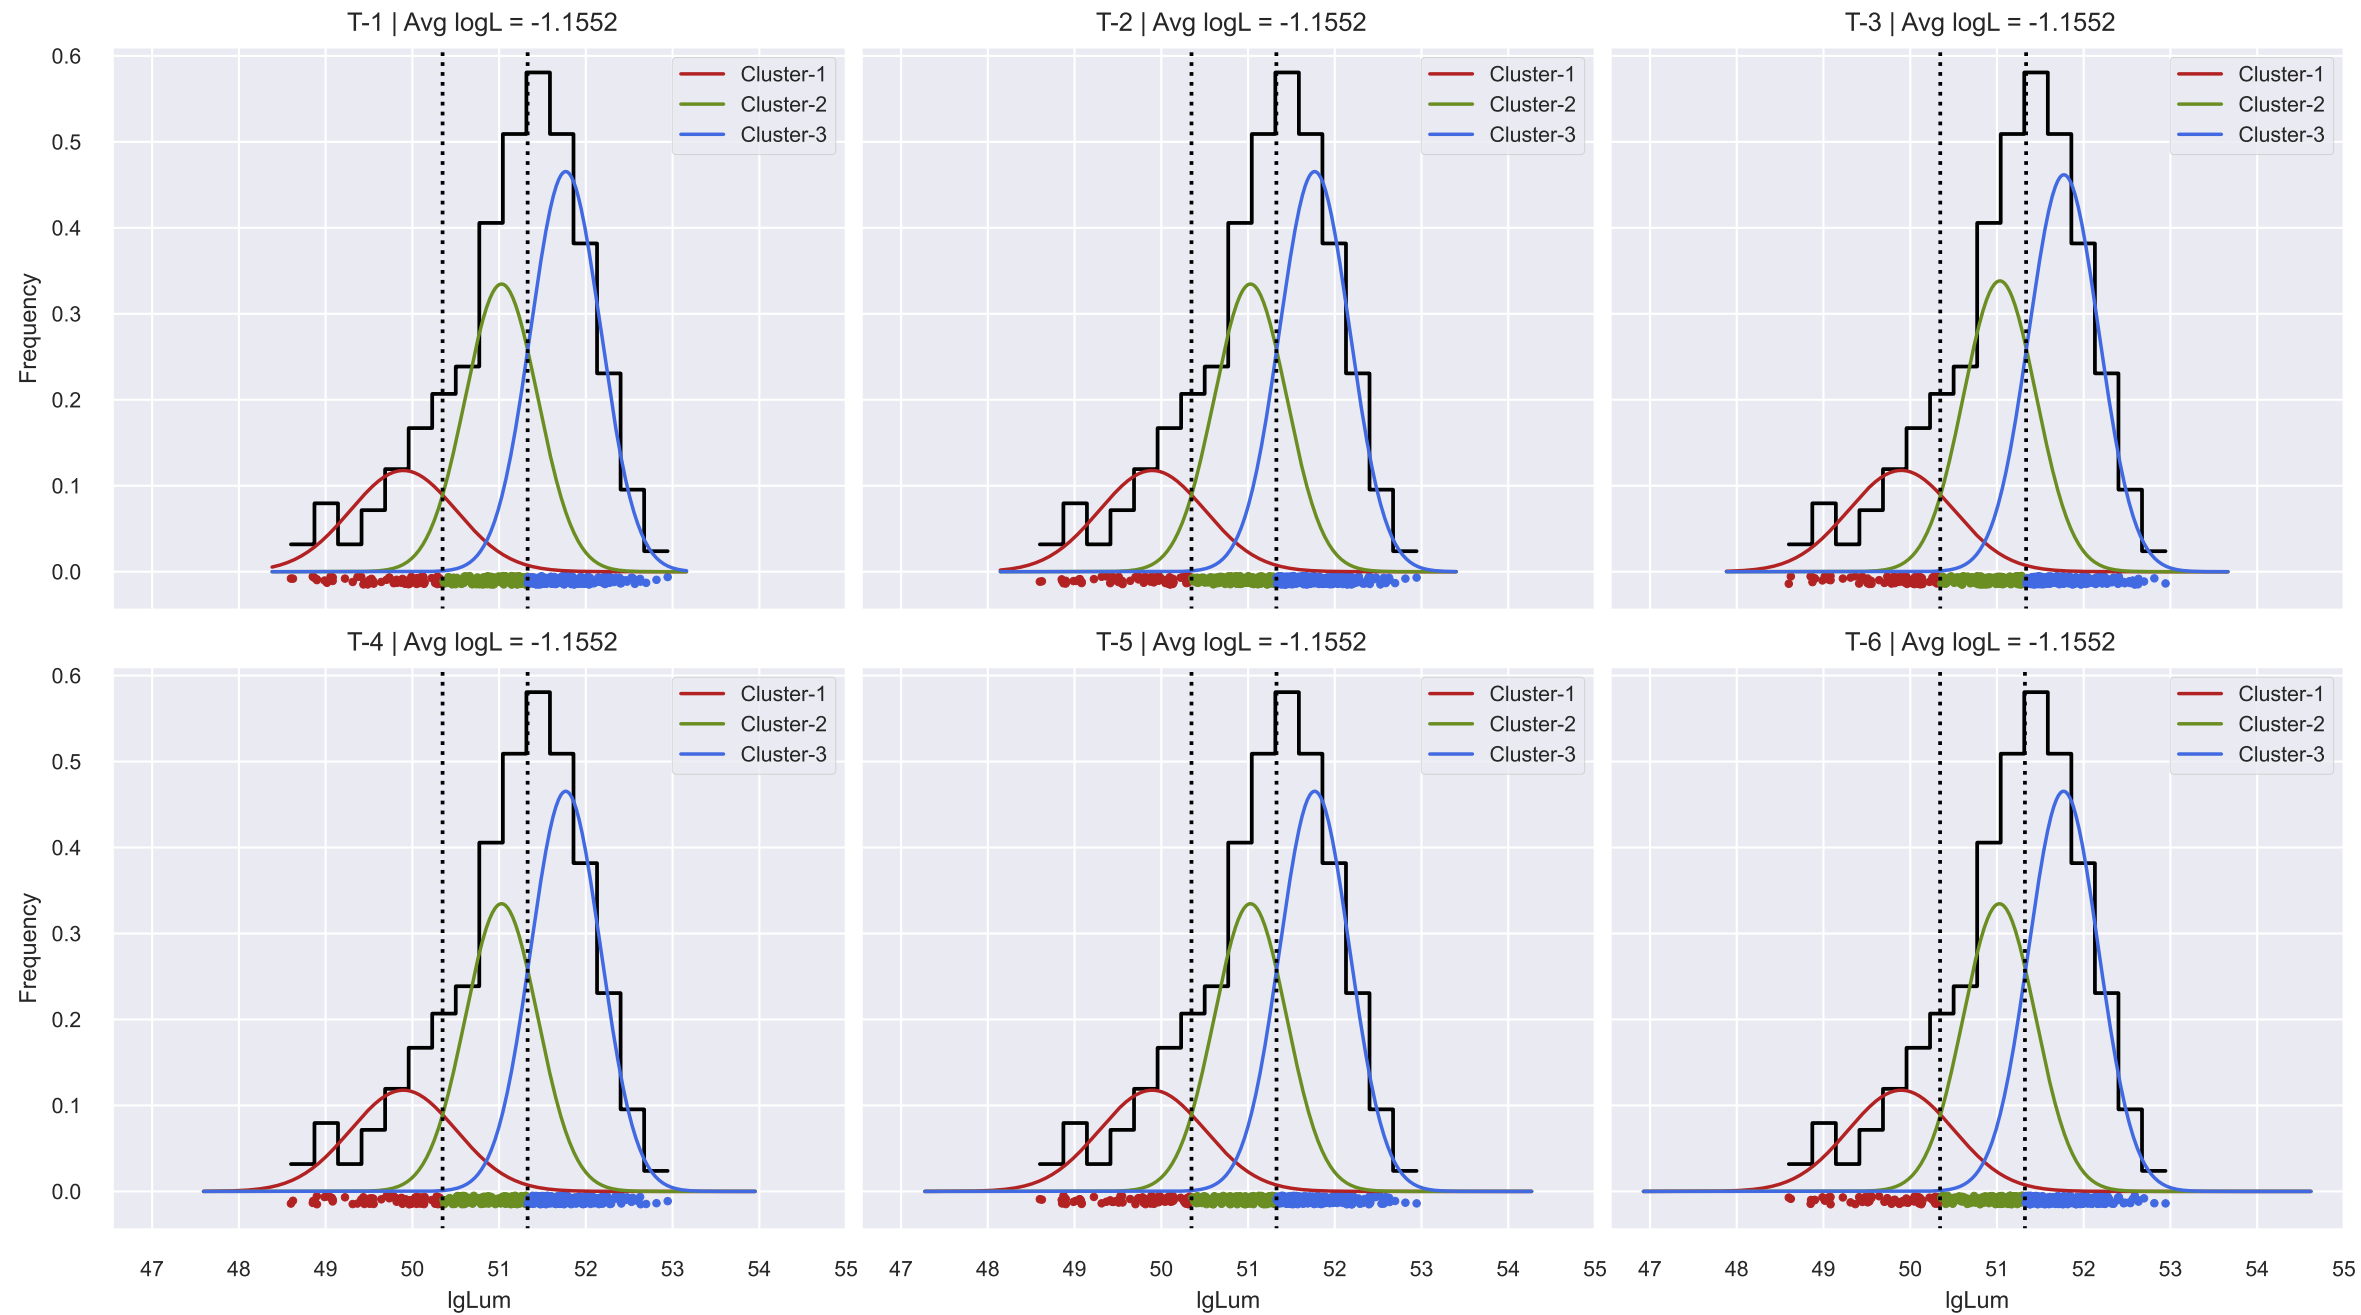 T-1 | Avg logL = -1.1552
T-2 | Avg logL = -1.1552
T-3 | Avg logL = -1.1552
Frequency
0.6
0.5
0.4
0.3
0.2
0.1
0.0
Cluster-1
Cluster-2
Cluster-3
Cluster-1
Cluster-2
Cluster-3
Cluster-1
Cluster-2
Cluster-3
T-4 | Avg logL = -1.1552
T-5 | Avg logL = -1.1552
T-6 | Avg logL = -1.1552
Frequency
0.6
0.5
0.4
0.3
0.2
0.1
0.0
Cluster-1
Cluster-2
Cluster-3
Cluster-1
Cluster-2
Cluster-3
Cluster-1
Cluster-2
Cluster-3
47 48 49 50 51 52 53 54 55
47 48 49 50 51 52 53 54 55
47 48 49 50 51 52 53 54 55
lgLum
lgLum
lgLum